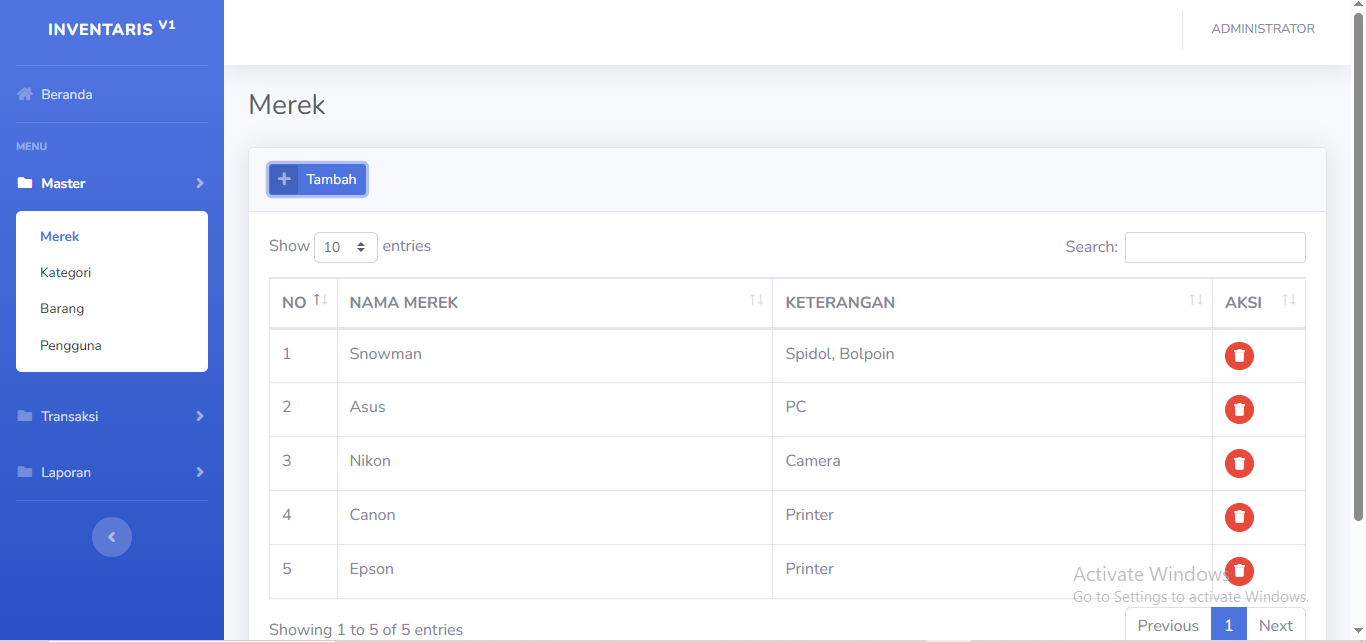 INVENTARIS V1
ADMINISTRATOR
Beranda
MENU
Master
Merek
Kategori
Barang
Pengguna
Transaksi
Laporan
Merek
Tambah
Show 10 entries
Search:
NO NAMA MEREK KETERANGAN AKSI
1 Snowman Spidol, Bolpoin
2 Asus PC
3 Nikon Camera
4 Canon Printer
5 Epson Printer
Showing 1 to 5 of 5 entries
Previous 1 Next
Activate Windows
Go to Settings to activate Windows.